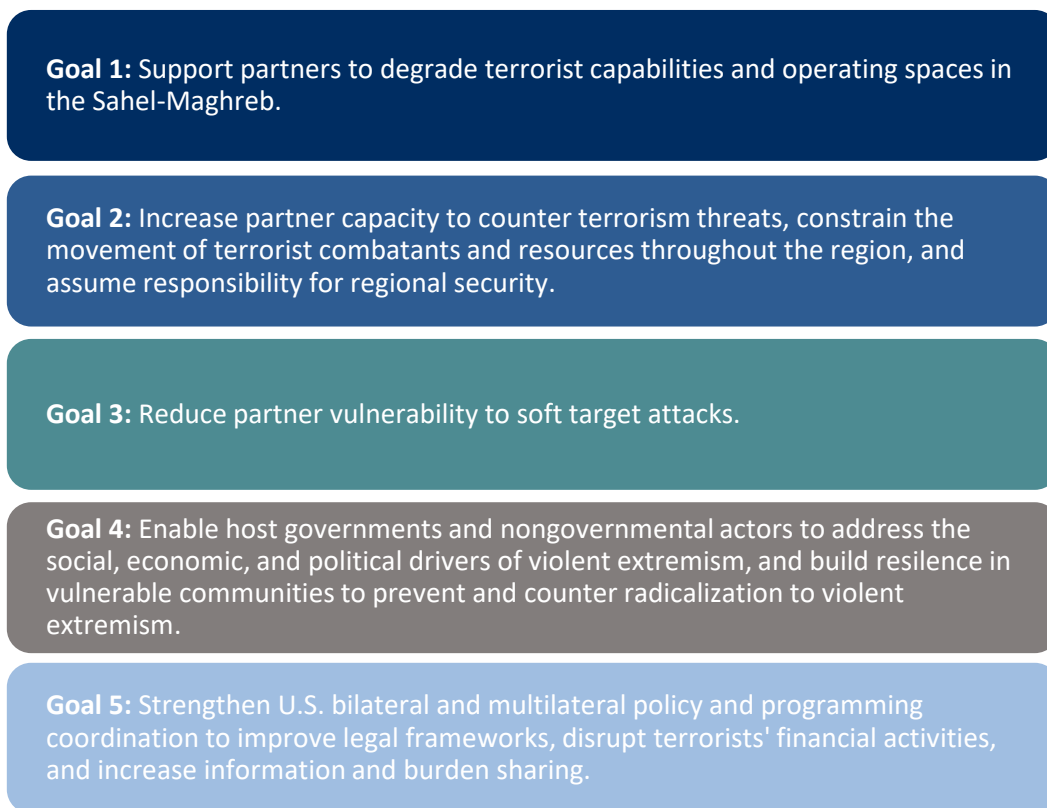 Goal 1: Support partners to degrade terrorist capabilities and operating spaces in
the Sahel-Maghreb.
Goal 2: Increase partner capacity to counter terrorism threats, constrain the
movement of terrorist combatants and resources throughout the region, and
assume responsibility for regional security.
Goal 3: Reduce partner vulnerability to soft target attacks.
Goal 4: Enable host governments and nongovernmental actors to address the
social, economic, and political drivers of violent extremism, and build resilence in
vulnerable communities to prevent and counter radicalization to violent
extremism.
Goal 5: Strengthen U.S. bilateral and multilateral policy and programming
coordination to improve legal frameworks, disrupt terrorists' financial activities,
and increase information and burden sharing.